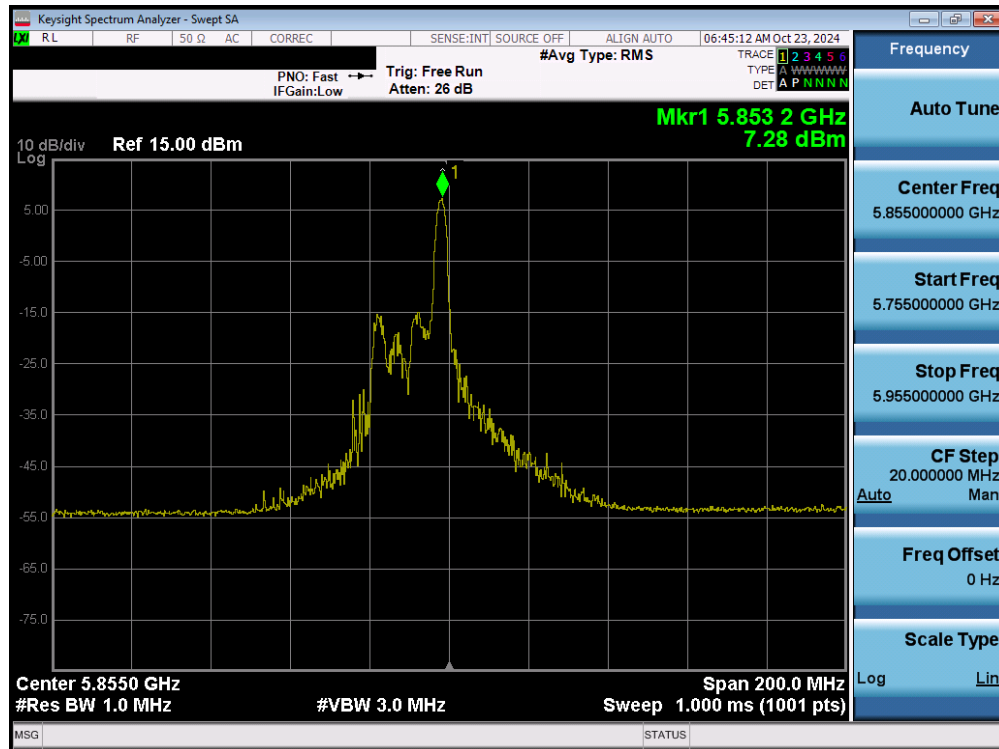 Keysight Spectrum Analyzer - Swept SA
LXI RL RF 50 Ω AC CORREC SENSE:INT SOURCE OFF ALIGN AUTO 06:45:12 AM Oct 23, 2024
#Avg Type: RMS
TRACE 1 2 3 4 5 6
TYPE A WWWWW
DET A P N N N N
PNO: Fast
IFGain:Low
Trig: Free Run
Atten: 26 dB
Mkr1 5.853 2 GHz
7.28 dBm
10 dB/div
Log
Ref 15.00 dBm
1
5.00
-5.00
-15.0
-25.0
-35.0
-45.0
-55.0
-65.0
-75.0
Center 5.8550 GHz
Span 200.0 MHz
#Res BW 1.0 MHz
#VBW 3.0 MHz
Sweep 1.000 ms (1001 pts)
MSG
STATUS
Frequency
Auto Tune
Center Freq
5.855000000 GHz
Start Freq
5.755000000 GHz
Stop Freq
5.955000000 GHz
CF Step
20.000000 MHz
Auto Man
Freq Offset
0 Hz
Scale Type
Log Lin